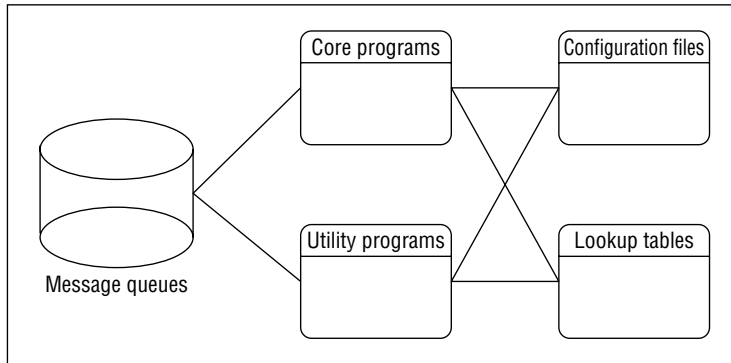 Core programs
Configuration files
Utility programs
Lookup tables
Message queues